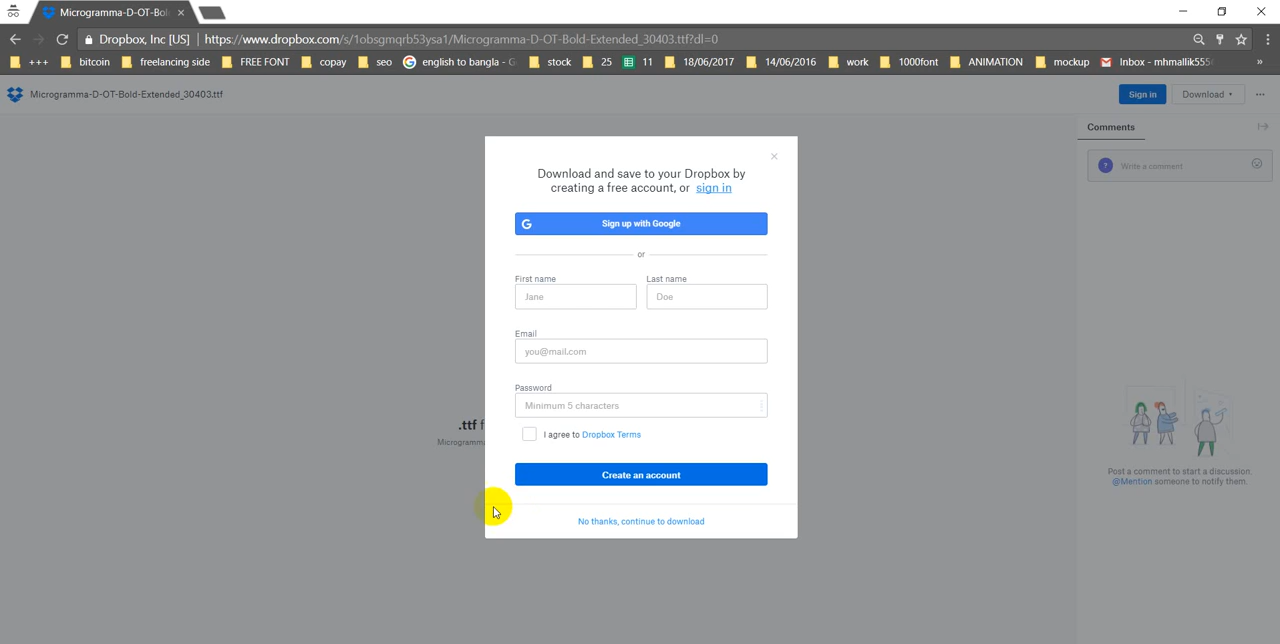 Microgramma-D-OT-Bol
Dropbox, Inc [US] | https://www.dropbox.com/s/1obsgmqrb53ysa1/Microgramma-D-OT-Bold-Extended_30403.ttf?dl=0
+++ bitcoin freelancing side FREE FONT copay seo english to bangla - G stock 25 11 18/06/2017 14/06/2016 work 1000font ANIMATION mockup Inbox - mhmallik555 »
Microgramma-D-OT-Bold-Extended_30403.ttf
Sign in Download
Comments
? Write a comment
Download and save to your Dropbox by
creating a free account, or sign in
G Sign up with Google
or
First name Last name
Jane Doe
Email
you@mail.com
Password
Minimum 5 characters
I agree to Dropbox Terms
Create an account
No thanks, continue to download
.ttf f
Microgramm
Post a comment to start a discussion.
@Mention someone to notify them.